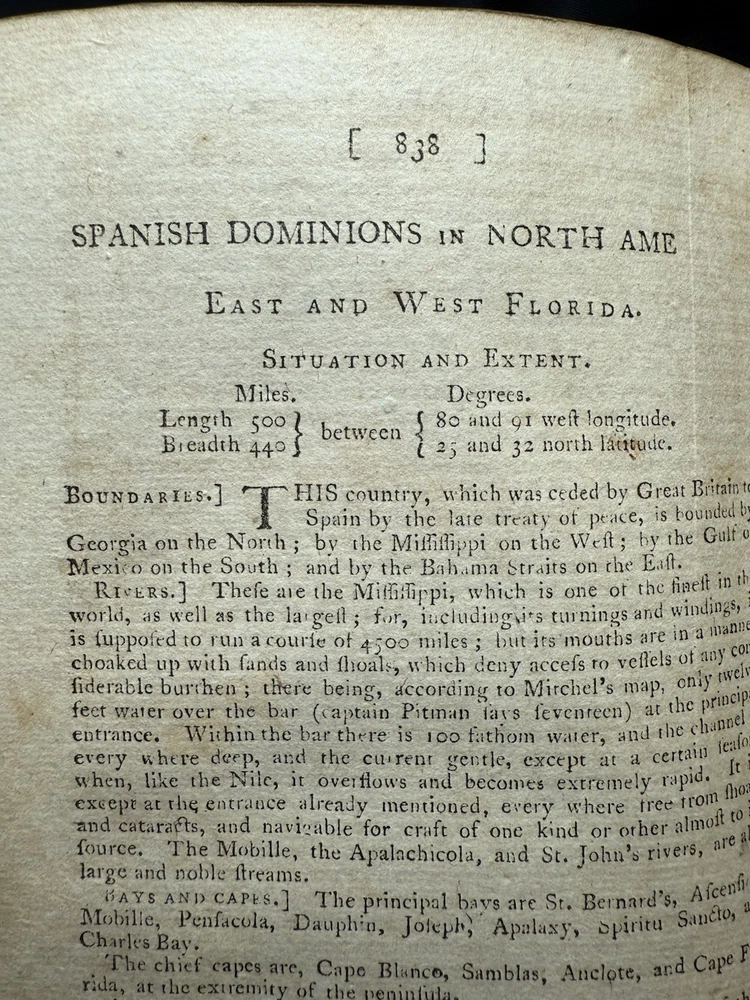 [ 838 ]
SPANISH DOMINIONS IN NORTH AME
EAST AND WEST FLORIDA.
SITUATION AND EXTENT.
Miles. Degrees.
Length 500 } between { 80 and 91 weſt longitude.
Breadth 440 } { 25 and 32 north latitude.
BOUNDARIES.] THIS country, which was ceded by Great Britain to
Spain by the late treaty of peace, is bounded by
Georgia on the North; by the Miſſiſſippi on the Weſt; by the Gulf o
Mexico on the South; and by the Bahama Straits on the Eaſt.
RIVERS.] Theſe are the Miſſiſſippi, which is one of the fineſt in th
world, as well as the largeſt; for, including its turnings and windings,
is ſuppoſed to run a courſe of 4500 miles; but its mouths are in a manne
choaked up with ſands and ſhoals, which deny acceſs to veſſels of any con
ſiderable burthen; there being, according to Mitchel's map, only twelv
feet water over the bar (captain Pitman ſays ſeventeen) at the principa
entrance. Within the bar there is 100 fathom water, and the channel
every where deep, and the current gentle, except at a certain ſeaſo
when, like the Nile, it overflows and becomes extremely rapid. It i
except at the entrance already mentioned, every where free from ſhoa
and cataracts, and navigable for craft of one kind or other almoſt to i
ſource. The Mobille, the Apalachicola, and St. John's rivers, are al
large and noble ſtreams.
BAYS AND CAPES.] The principal bays are St. Bernard's, Aſcenſi
Mobille, Penſacola, Dauphin, Joſeph, Apalaxy, Spiritu Sancto, a
Charles Bay.
The chief capes are, Cape Blanco, Samblas, Anclote, and Cape F
rida, at the extremity of the peninſula.